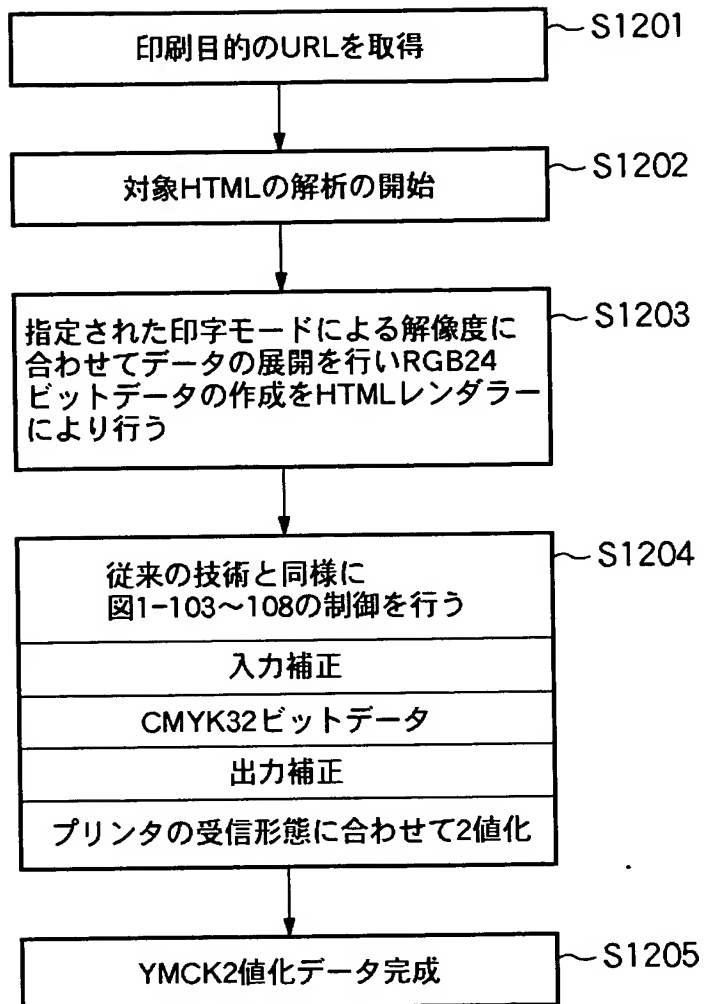 印刷目的のURLを取得
S1201
対象HTMLの解析の開始
S1202
指定された印字モードによる解像度に
合わせてデータの展開を行いRGB24
ビットデータの作成をHTMLレンダラー
により行う
S1203
従来の技術と同様に
図1-103〜108の制御を行う
S1204
入力補正
CMYK32ビットデータ
出力補正
プリンタの受信形態に合わせて2値化
YMCK2値化データ完成
S1205